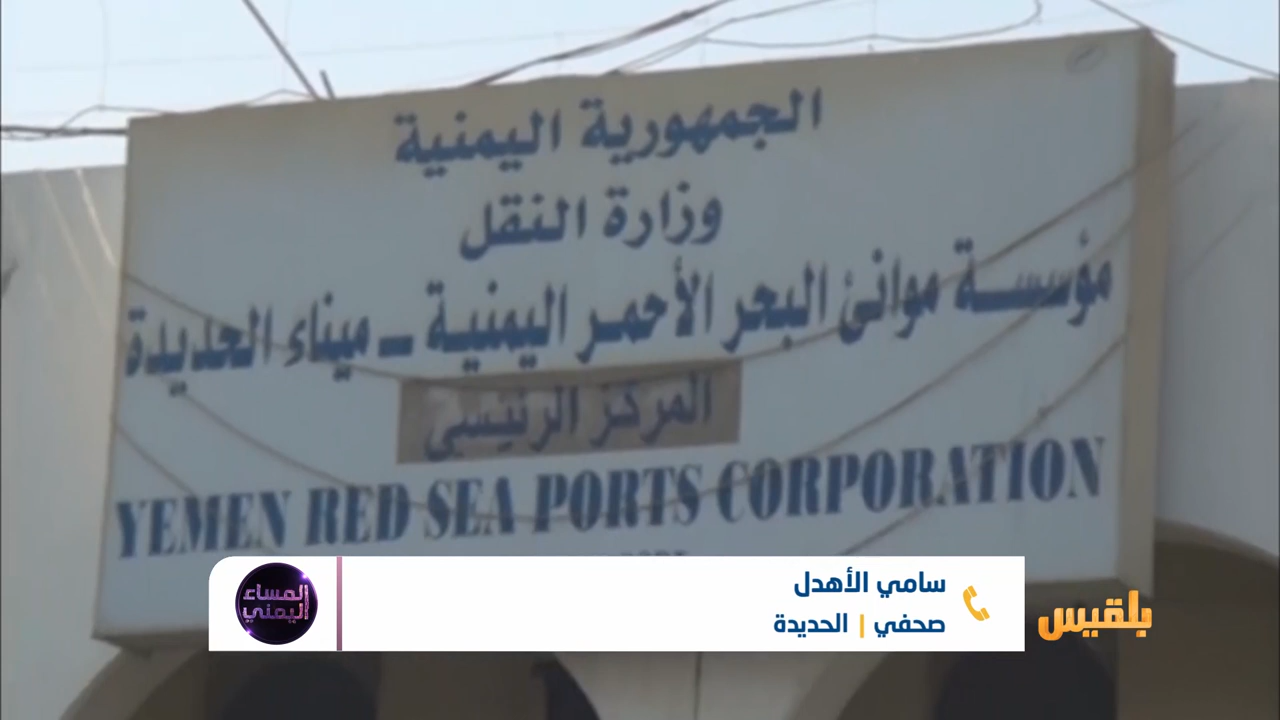 الجمهورية اليمنية
وزارة النقل
مؤسسة موانئ البحر الأحمر اليمنية - ميناء الحديدة
المركز الرئيسي
YEMEN RED SEA PORTS CORPORATION
المساء
اليمني
سامي الأهدل
صحفي | الحديدة
بلقيس